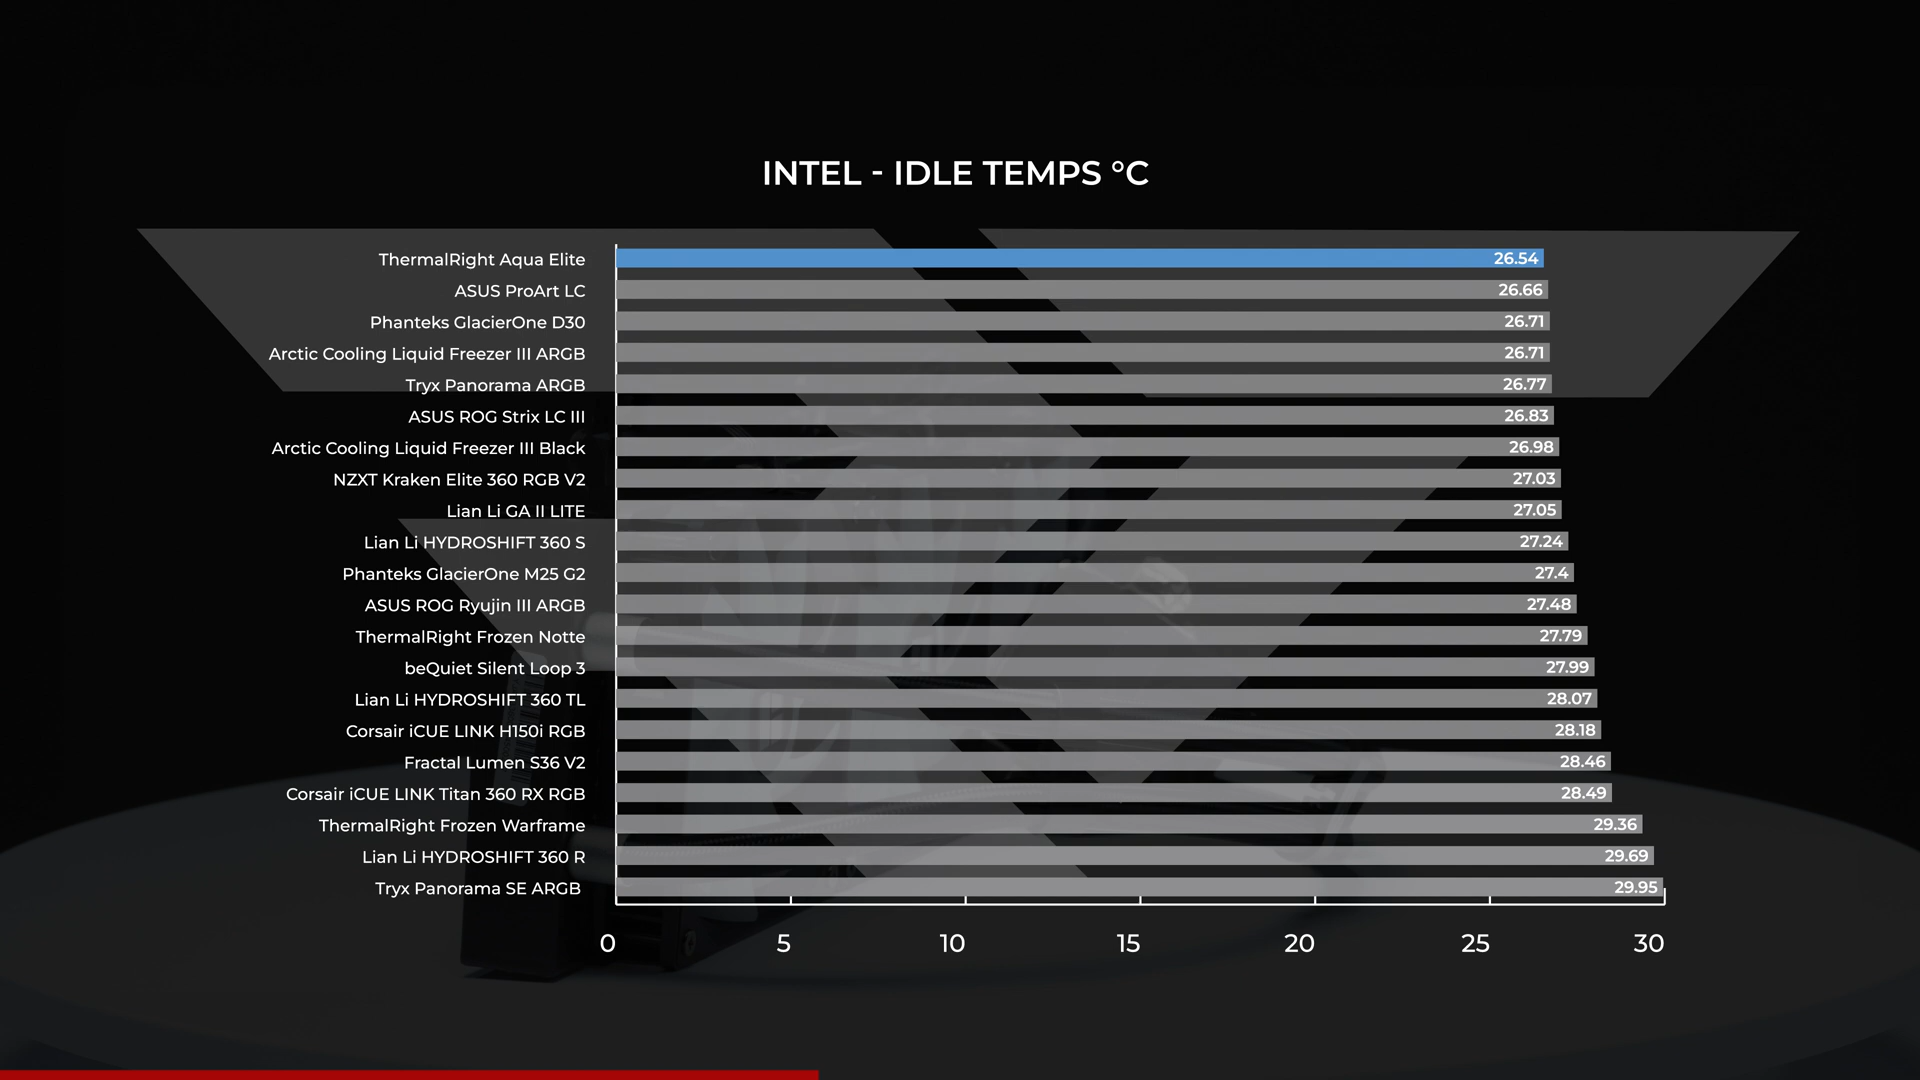 INTEL - IDLE TEMPS °C
ThermalRight Aqua Elite 26.54
ASUS ProArt LC 26.66
Phanteks GlacierOne D30 26.71
Arctic Cooling Liquid Freezer III ARGB 26.71
Tryx Panorama ARGB 26.77
ASUS ROG Strix LC III 26.83
Arctic Cooling Liquid Freezer III Black 26.98
NZXT Kraken Elite 360 RGB V2 27.03
Lian Li GA II LITE 27.05
Lian Li HYDROSHIFT 360 S 27.24
Phanteks GlacierOne M25 G2 27.4
ASUS ROG Ryujin III ARGB 27.48
ThermalRight Frozen Notte 27.79
beQuiet Silent Loop 3 27.99
Lian Li HYDROSHIFT 360 TL 28.07
Corsair iCUE LINK H150i RGB 28.18
Fractal Lumen S36 V2 28.46
Corsair iCUE LINK Titan 360 RX RGB 28.49
ThermalRight Frozen Warframe 29.36
Lian Li HYDROSHIFT 360 R 29.69
Tryx Panorama SE ARGB 29.95
0 5 10 15 20 25 30